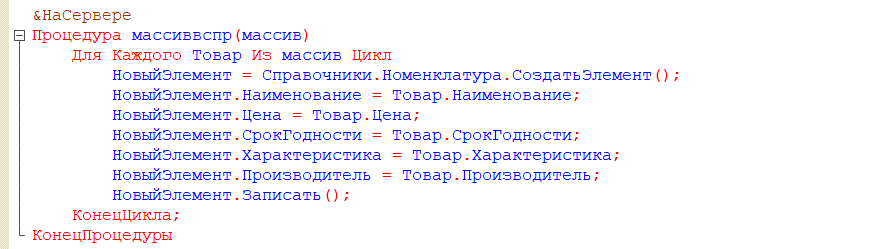 &НаСервере
Процедура массиввспр(массив)
Для Каждого Товар Из массив Цикл
НовыйЭлемент = Справочники.Номенклатура.СоздатьЭлемент();
НовыйЭлемент.Наименование = Товар.Наименование;
НовыйЭлемент.Цена = Товар.Цена;
НовыйЭлемент.СрокГодности = Товар.СрокГодности;
НовыйЭлемент.Характеристика = Товар.Характеристика;
НовыйЭлемент.Производитель = Товар.Производитель;
НовыйЭлемент.Записать();
КонецЦикла;
КонецПроцедуры